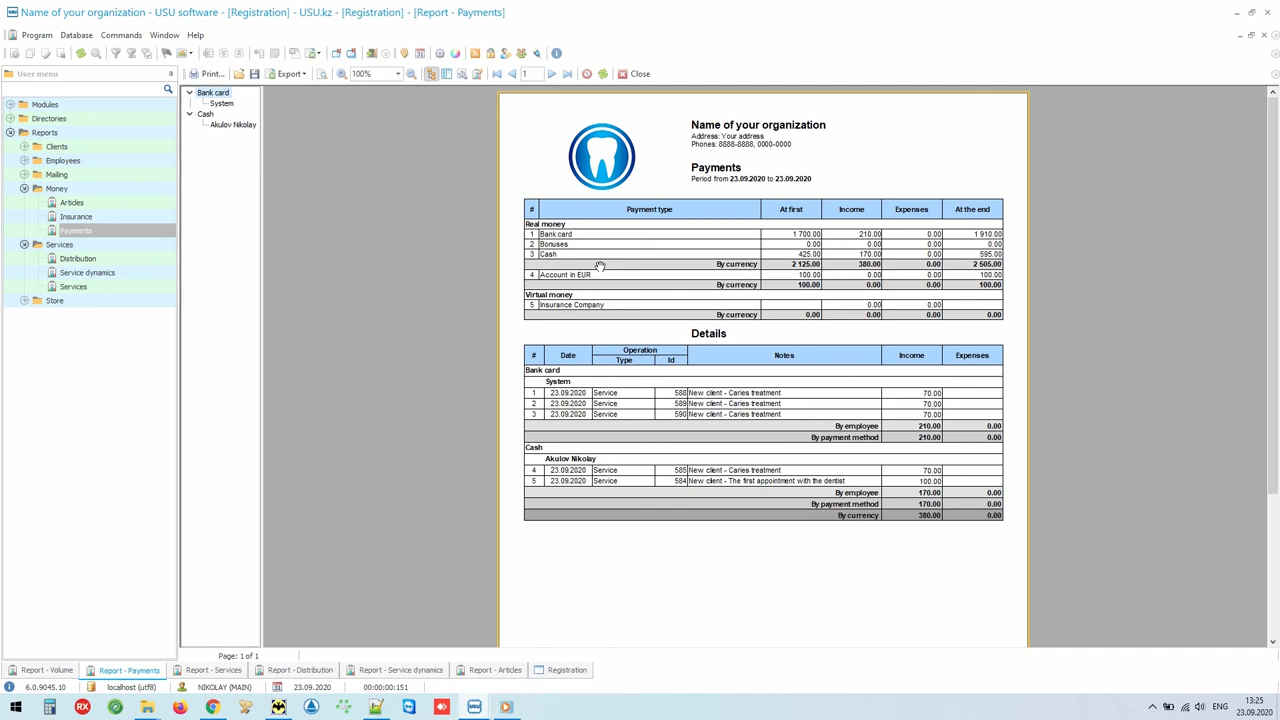 Name of your organization - USU software - [Registration] - USU.kz - [Registration] - [Report - Payments]
Program Database Commands Window Help
User menu
Print... Export 100% 1 Close
Modules
Directories
Reports
Clients
Employees
Mailing
Money
Articles
Insurance
Payments
Services
Distribution
Service dynamics
Services
Store
Bank card
System
Cash
Akulov Nikolay
Name of your organization
Address: Your address
Phones: 8888-8888, 0000-0000
Payments
Period from 23.09.2020 to 23.09.2020
# Payment type At first Income Expenses At the end
Real money
1 Bank card 1 700.00 210.00 0.00 1 910.00
2 Bonuses 0.00 0.00 0.00 0.00
3 Cash 425.00 170.00 0.00 595.00
By currency 2 125.00 380.00 0.00 2 505.00
4 Account in EUR 100.00 0.00 0.00 100.00
By currency 100.00 0.00 0.00 100.00
Virtual money
5 Insurance Company 0.00 0.00
By currency 0.00 0.00 0.00 0.00
Details
# Date Operation Notes Income Expenses
Type Id
Bank card
System
1 23.09.2020 Service 588 New client - Caries treatment 70.00
2 23.09.2020 Service 589 New client - Caries treatment 70.00
3 23.09.2020 Service 590 New client - Caries treatment 70.00
By employee 210.00 0.00
By payment method 210.00 0.00
Cash
Akulov Nikolay
4 23.09.2020 Service 585 New client - Caries treatment 70.00
5 23.09.2020 Service 584 New client - The first appointment with the dentist 100.00
By employee 170.00 0.00
By payment method 170.00 0.00
By currency 380.00 0.00
Page: 1 of 1
Report - Volume Report - Payments Report - Services Report - Distribution Report - Service dynamics Report - Articles Registration
6.0.9045.10 localhost (utf8) NIKOLAY (MAIN) 23.09.2020 00:00:00:151
RX
ENG
13:25
23.09.2020